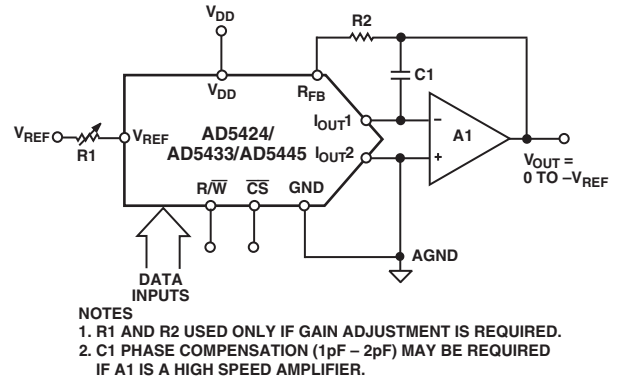 VDD
R2
C1
VDD
RFB
VREF
R1
VREF
AD5424/
AD5433/AD5445
IOUT1
IOUT2
A1
–
+
VOUT =
0 TO –VREF
R/W̅
C̅S̅
GND
AGND
DATA
INPUTS
NOTES
1. R1 AND R2 USED ONLY IF GAIN ADJUSTMENT IS REQUIRED.
2. C1 PHASE COMPENSATION (1pF – 2pF) MAY BE REQUIRED
IF A1 IS A HIGH SPEED AMPLIFIER.